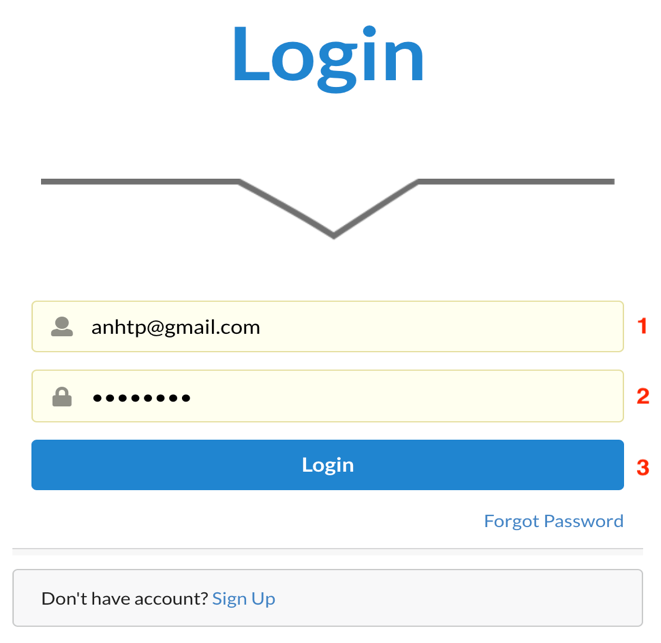 Login
anhtp@gmail.com 1
•••••••• 2
Login 3
Forgot Password
Don't have account? Sign Up